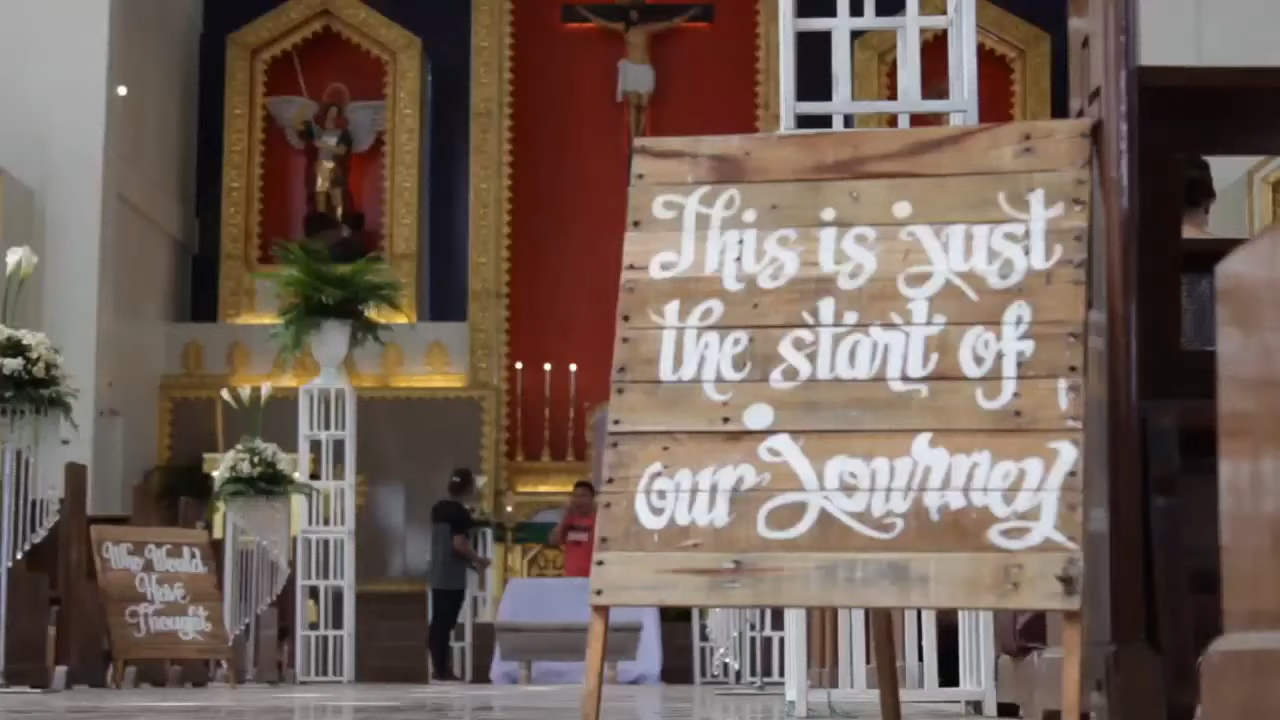 This is just
the start of
our Journey
Who Would
Have
Thought